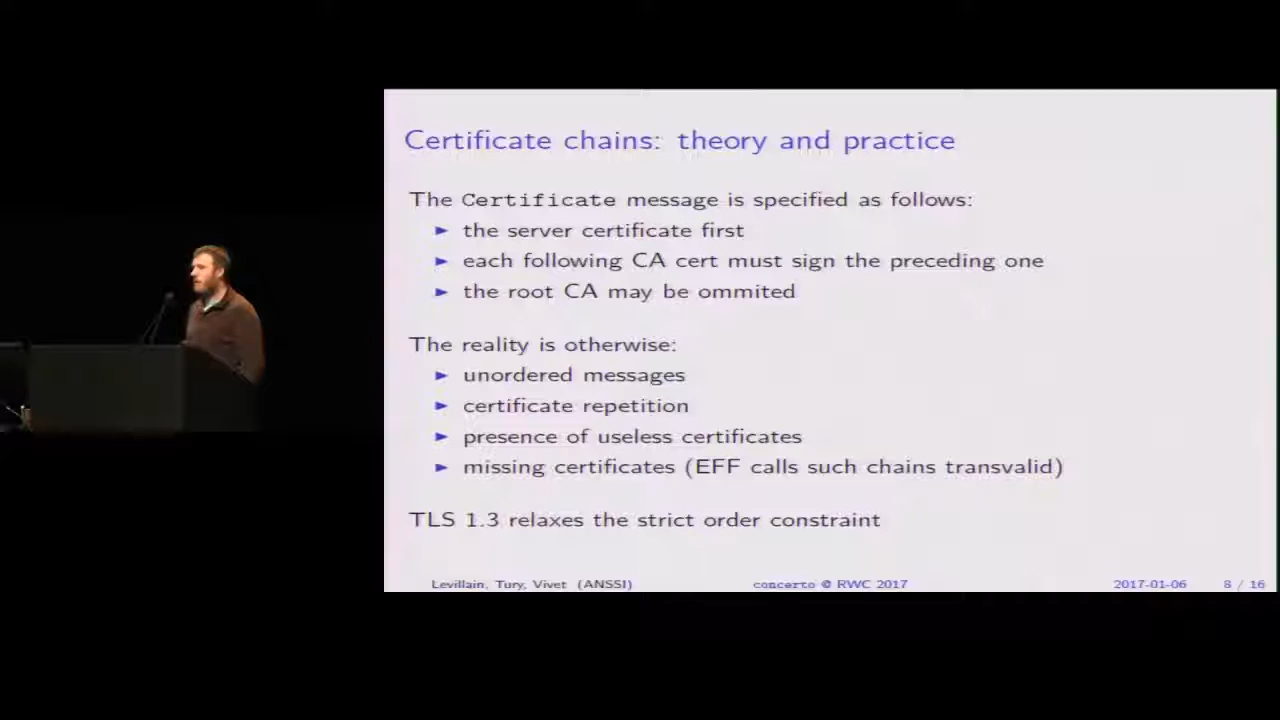 Certificate chains: theory and practice
The Certificate message is specified as follows:
► the server certificate first
► each following CA cert must sign the preceding one
► the root CA may be ommited
The reality is otherwise:
► unordered messages
► certificate repetition
► presence of useless certificates
► missing certificates (EFF calls such chains transvalid)
TLS 1.3 relaxes the strict order constraint
Levillain, Tury, Vivet (ANSSI) concerto @ RWC 2017 2017-01-06 8 / 16